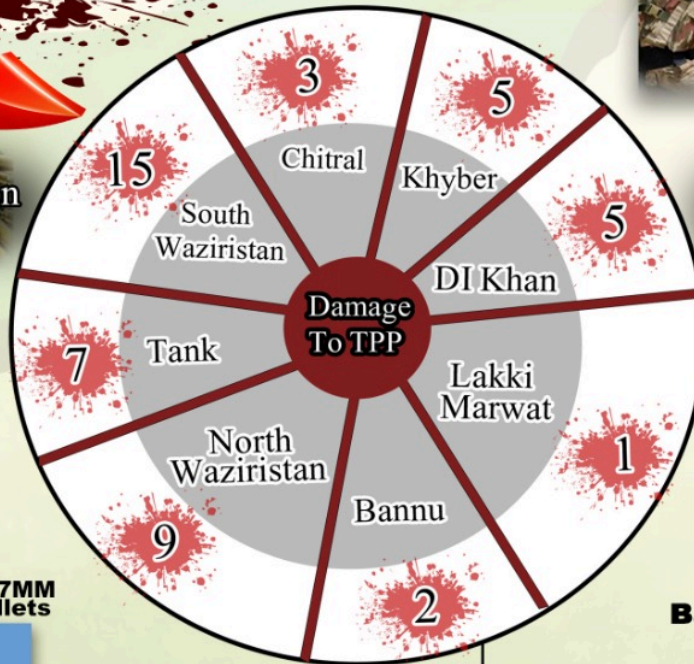 3
Chitral
5
Khyber
5
DI Khan
15
South
Waziristan
Damage
To TPP
7
Tank
Lakki
Marwat
1
North
Waziristan
9
Bannu
2
7MM